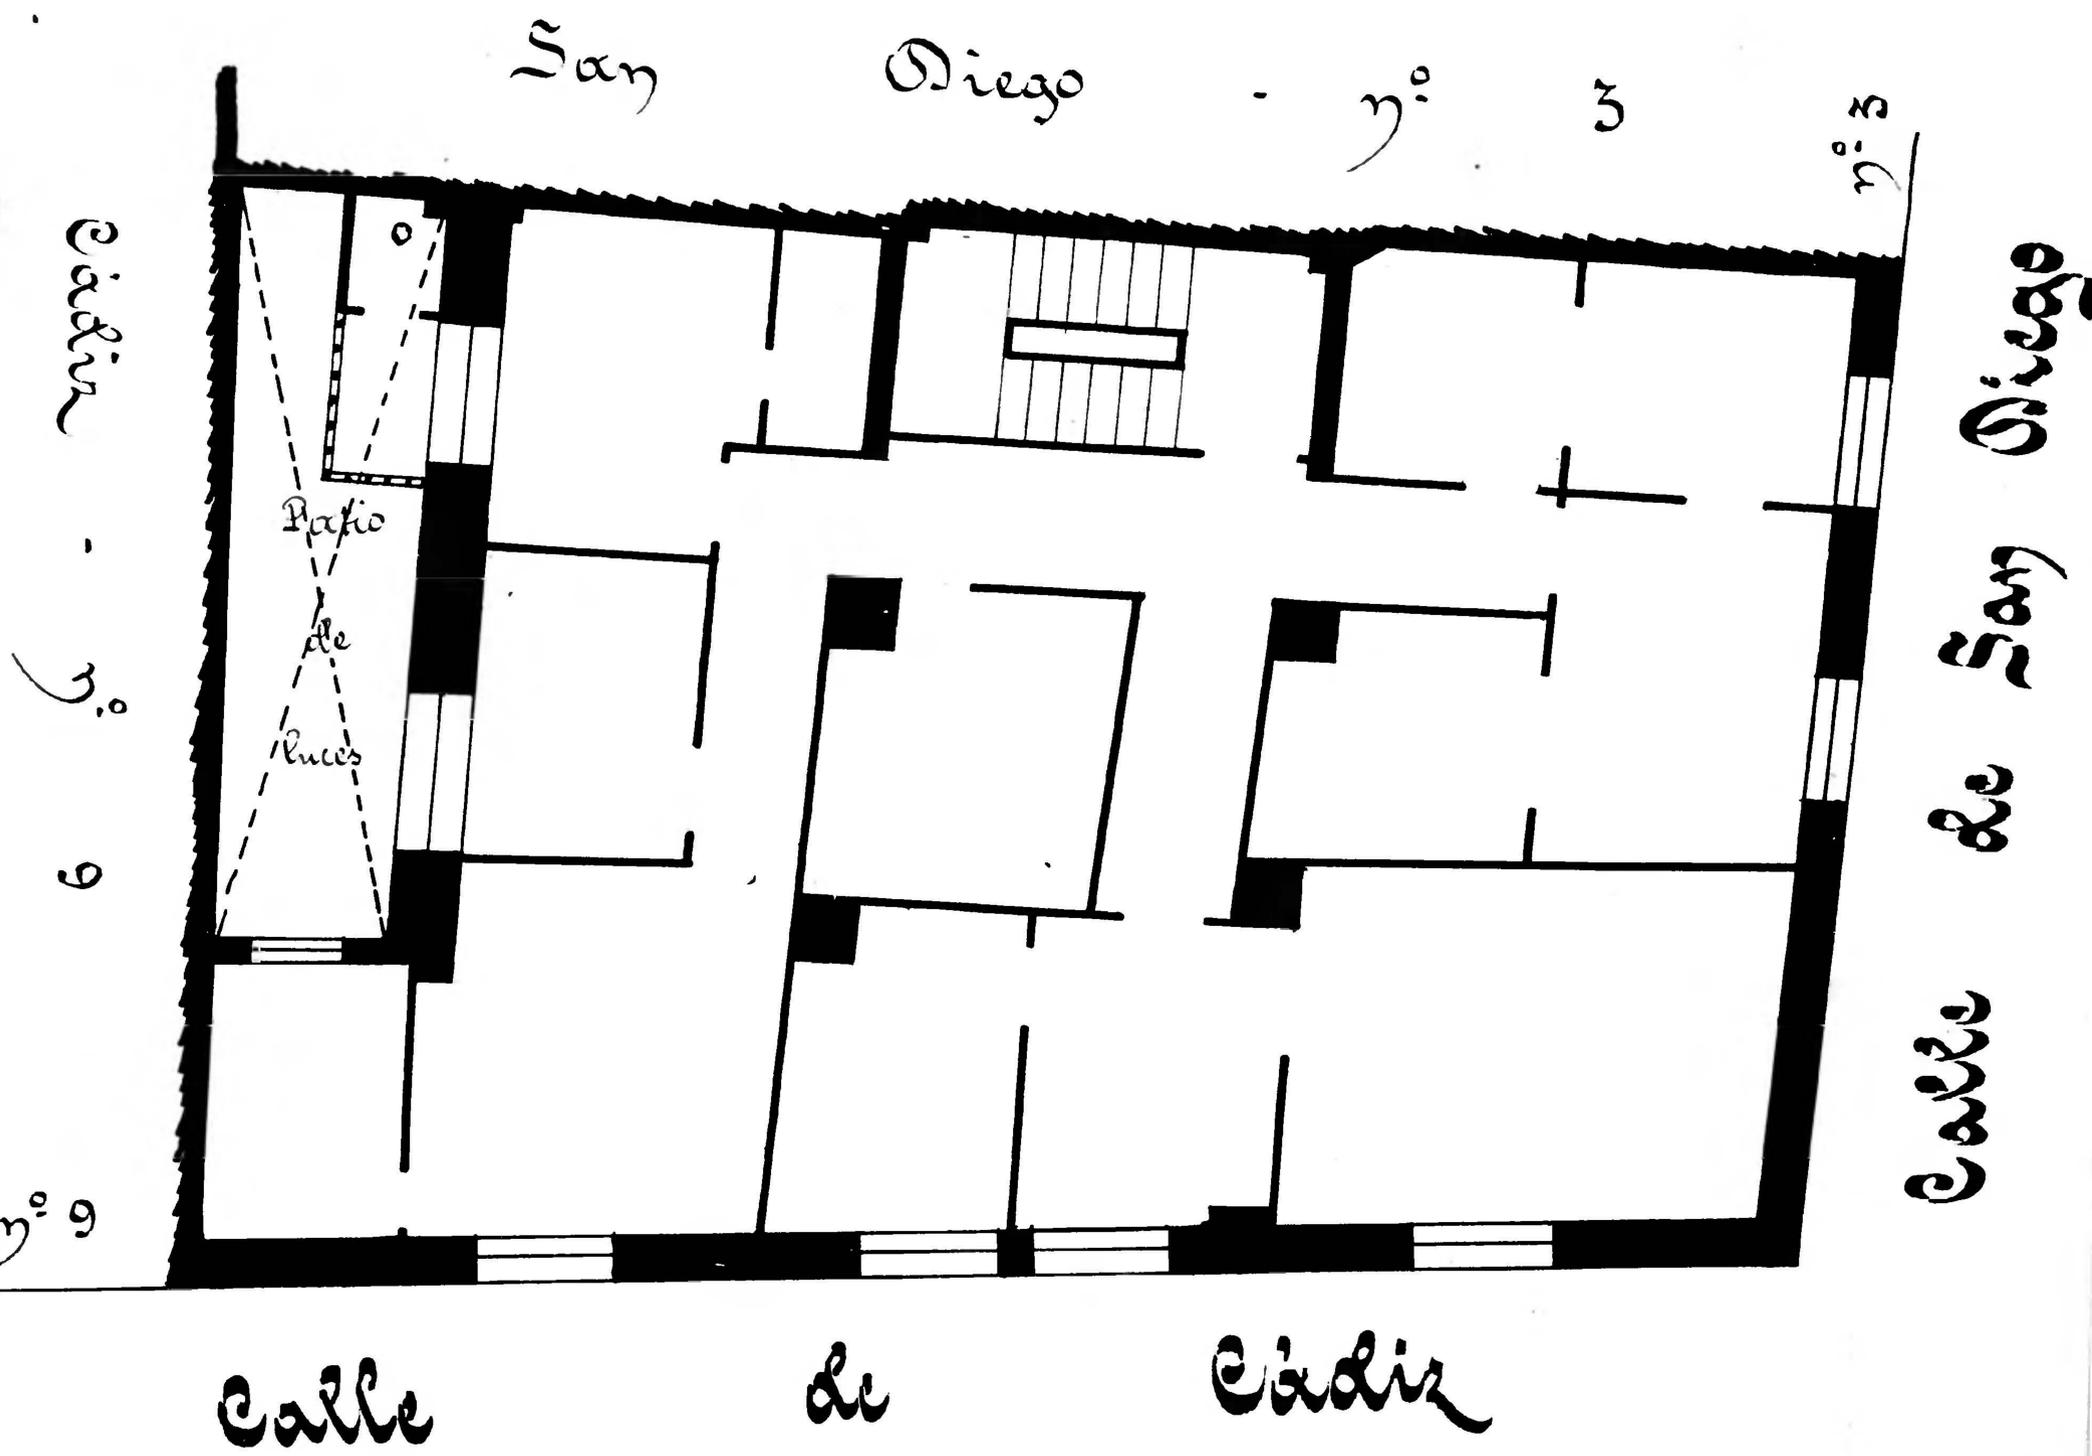 San Diego - nº 3
nº 3
Cádiz - nº 9
Patio
de
luces
Calle de San Diego
nº 9
Calle de Cádiz